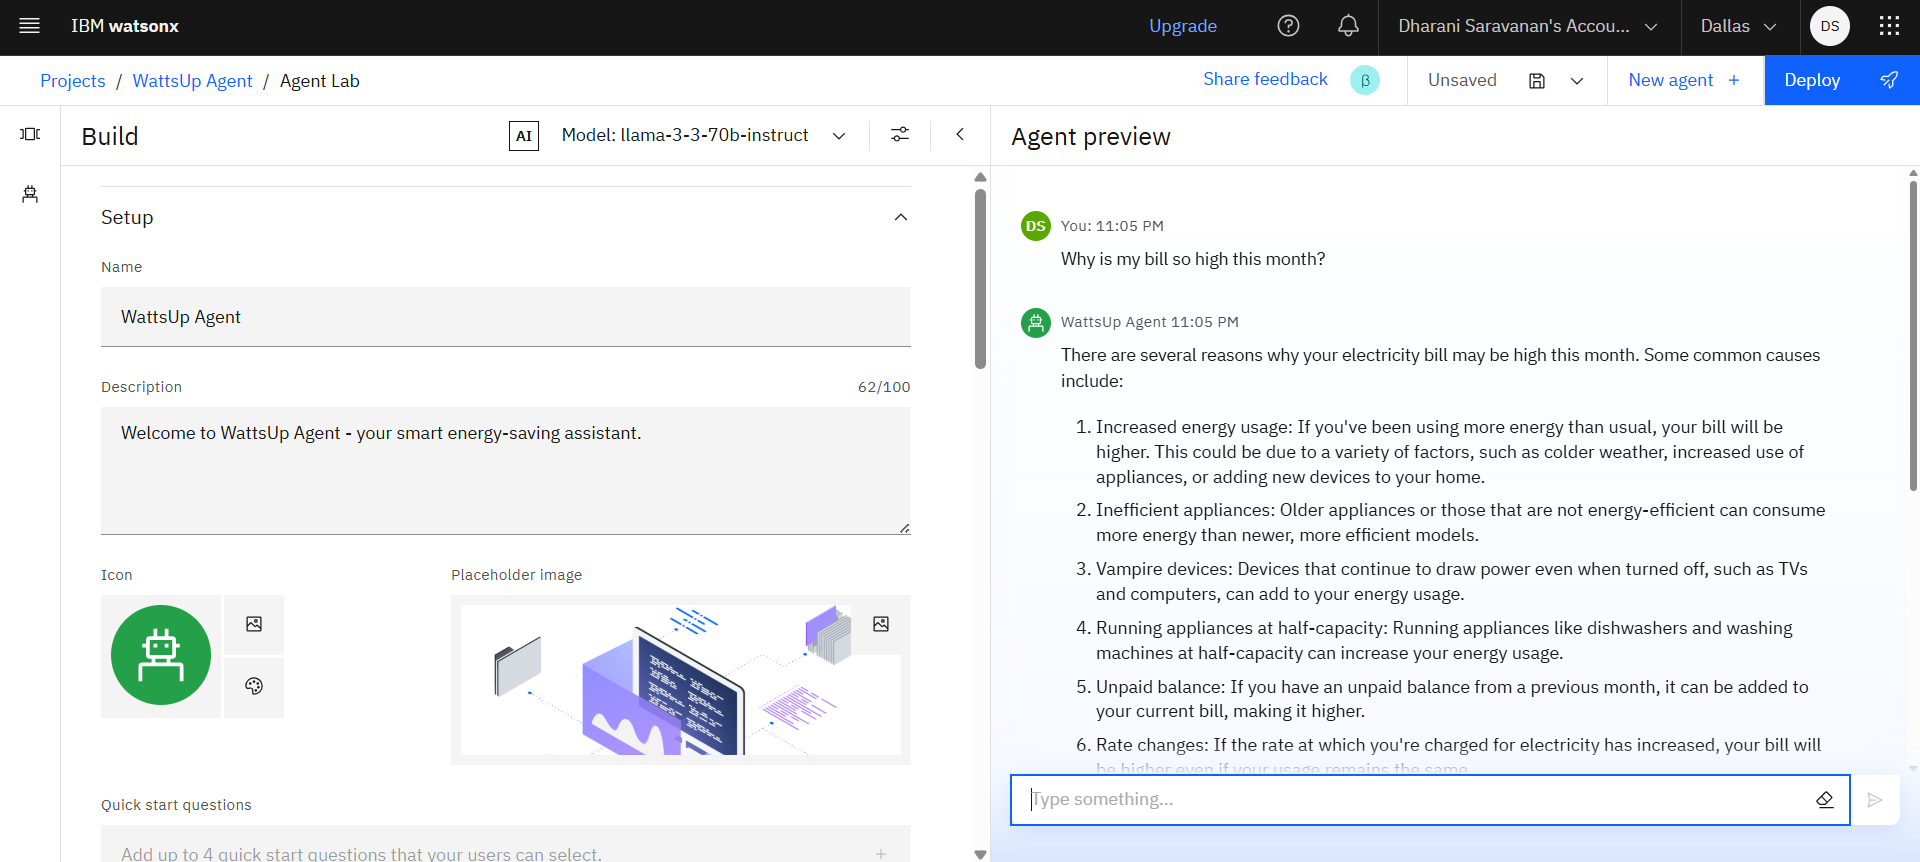 IBM watsonx
Upgrade
Dharani Saravanan's Accou...
Dallas
DS
Projects / WattsUp Agent / Agent Lab
Share feedback
β
Unsaved
New agent +
Deploy
Build
AI
Model: llama-3-3-70b-instruct
Setup
Name
WattsUp Agent
Description
62/100
Welcome to WattsUp Agent - your smart energy-saving assistant.
Icon
Placeholder image
Quick start questions
Add up to 4 quick start questions that your users can select.
Agent preview
DS
You: 11:05 PM
Why is my bill so high this month?
WattsUp Agent 11:05 PM
There are several reasons why your electricity bill may be high this month. Some common causes
include:
1. Increased energy usage: If you've been using more energy than usual, your bill will be
higher. This could be due to a variety of factors, such as colder weather, increased use of
appliances, or adding new devices to your home.
2. Inefficient appliances: Older appliances or those that are not energy-efficient can consume
more energy than newer, more efficient models.
3. Vampire devices: Devices that continue to draw power even when turned off, such as TVs
and computers, can add to your energy usage.
4. Running appliances at half-capacity: Running appliances like dishwashers and washing
machines at half-capacity can increase your energy usage.
5. Unpaid balance: If you have an unpaid balance from a previous month, it can be added to
your current bill, making it higher.
6. Rate changes: If the rate at which you're charged for electricity has increased, your bill will
be higher even if your usage remains the same.
Type something...